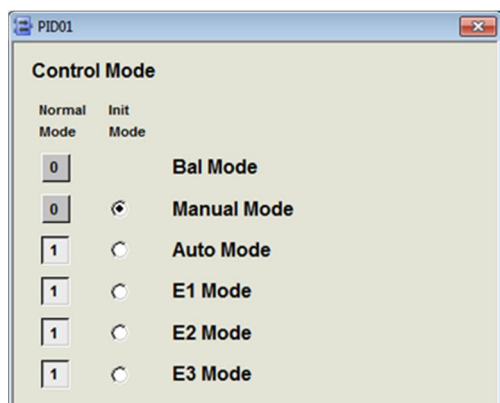 PID01
Control Mode
Normal Init
Mode Mode
0 Bal Mode
0 Manual Mode
1 Auto Mode
1 E1 Mode
1 E2 Mode
1 E3 Mode